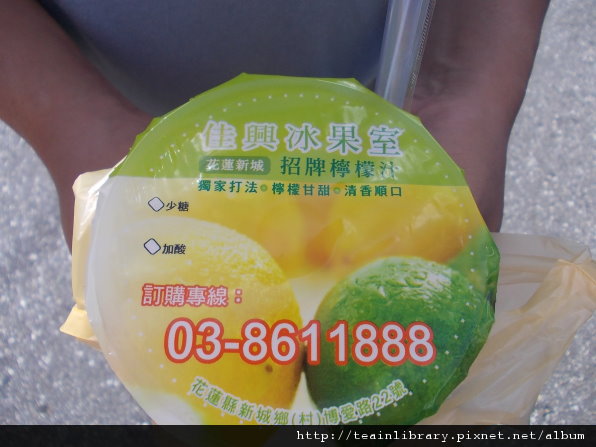 佳興冰果室
花蓮新城 招牌檸檬汁
獨家打法。檸檬甘甜。清香順口
少糖
加酸
訂購專線：
03-8611888
花蓮縣新城鄉(村)博愛路22號
http://teainlibrary.pixnet.net/album